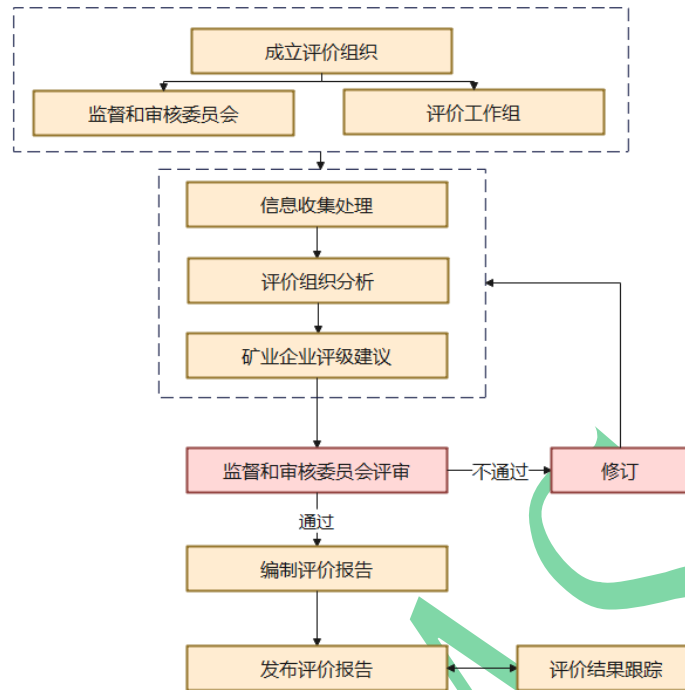 成立评价组织
监督和审核委员会
评价工作组
信息收集处理
评价组织分析
矿业企业评级建议
监督和审核委员会评审
不通过
修订
通过
编制评价报告
发布评价报告
评价结果跟踪